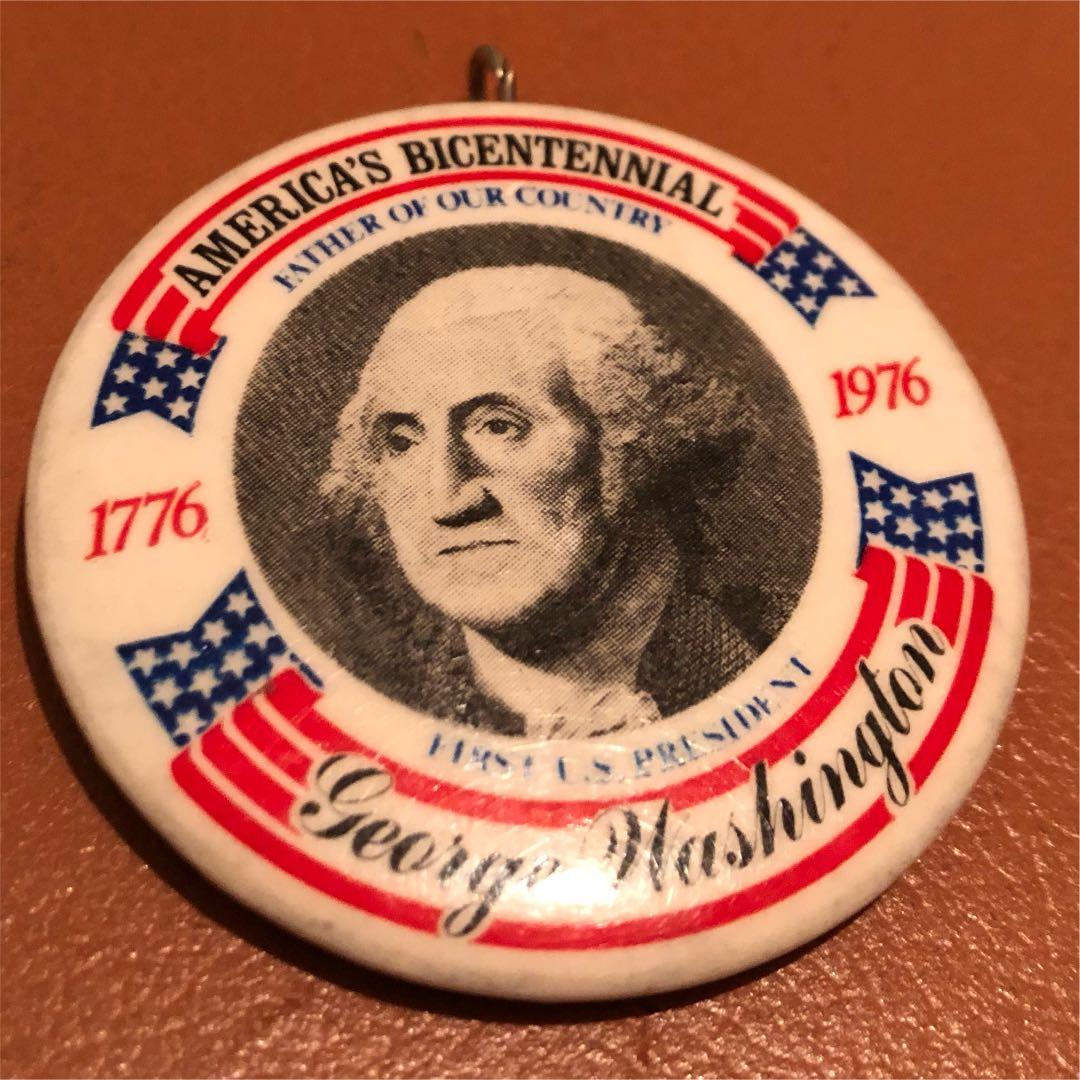 AMERICA'S BICENTENNIAL
FATHER OF OUR COUNTRY
1776
1976
FIRST U.S. PRESIDENT
George Washington